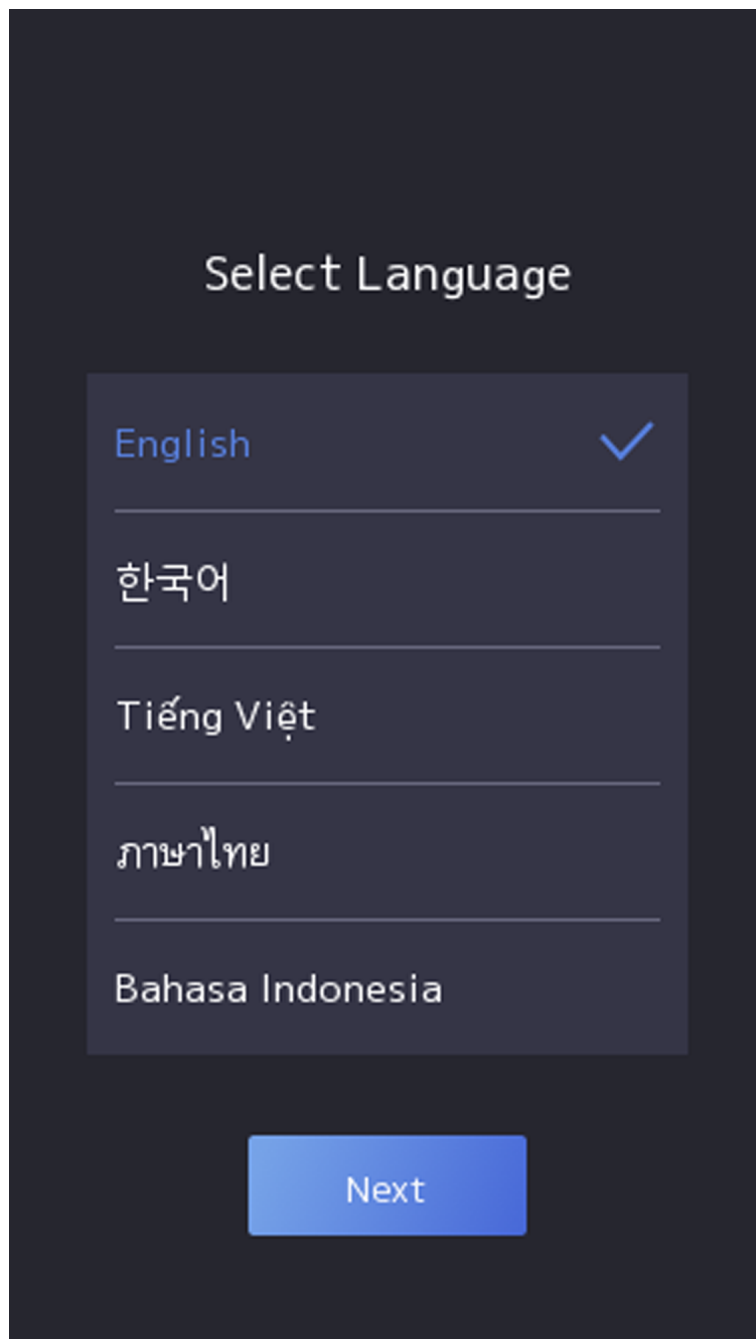 Select Language
English
한국어
Tiếng Việt
ภาษาไทย
Bahasa Indonesia
Next